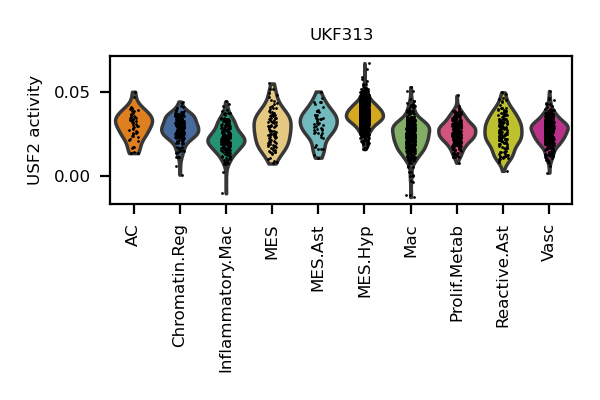 UKF313
USF2 activity
0.05
0.00
AC
Chromatin.Reg
Inflammatory.Mac
MES
MES.Ast
MES.Hyp
Mac
Prolif.Metab
Reactive.Ast
Vasc